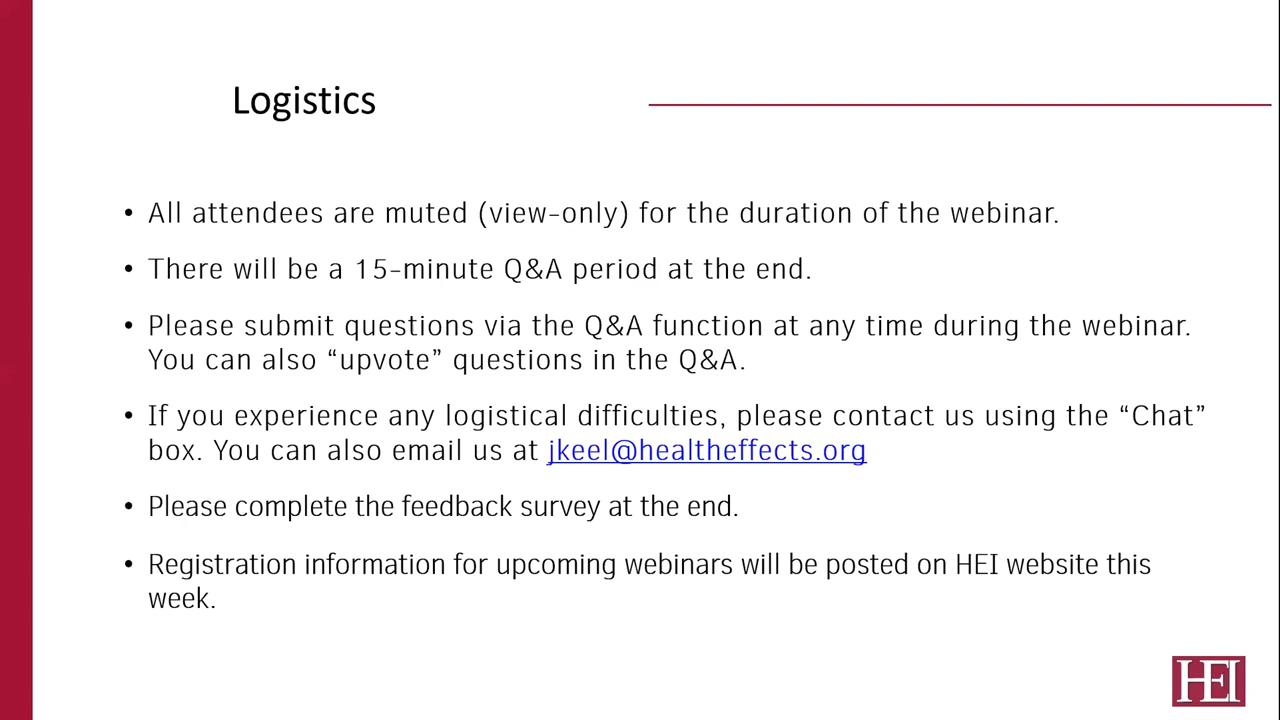 Logistics
• All attendees are muted (view-only) for the duration of the webinar.
• There will be a 15-minute Q&A period at the end.
• Please submit questions via the Q&A function at any time during the webinar.
You can also “upvote” questions in the Q&A.
• If you experience any logistical difficulties, please contact us using the “Chat”
box. You can also email us at jkeel@healtheffects.org
• Please complete the feedback survey at the end.
• Registration information for upcoming webinars will be posted on HEI website this
week.
HEI